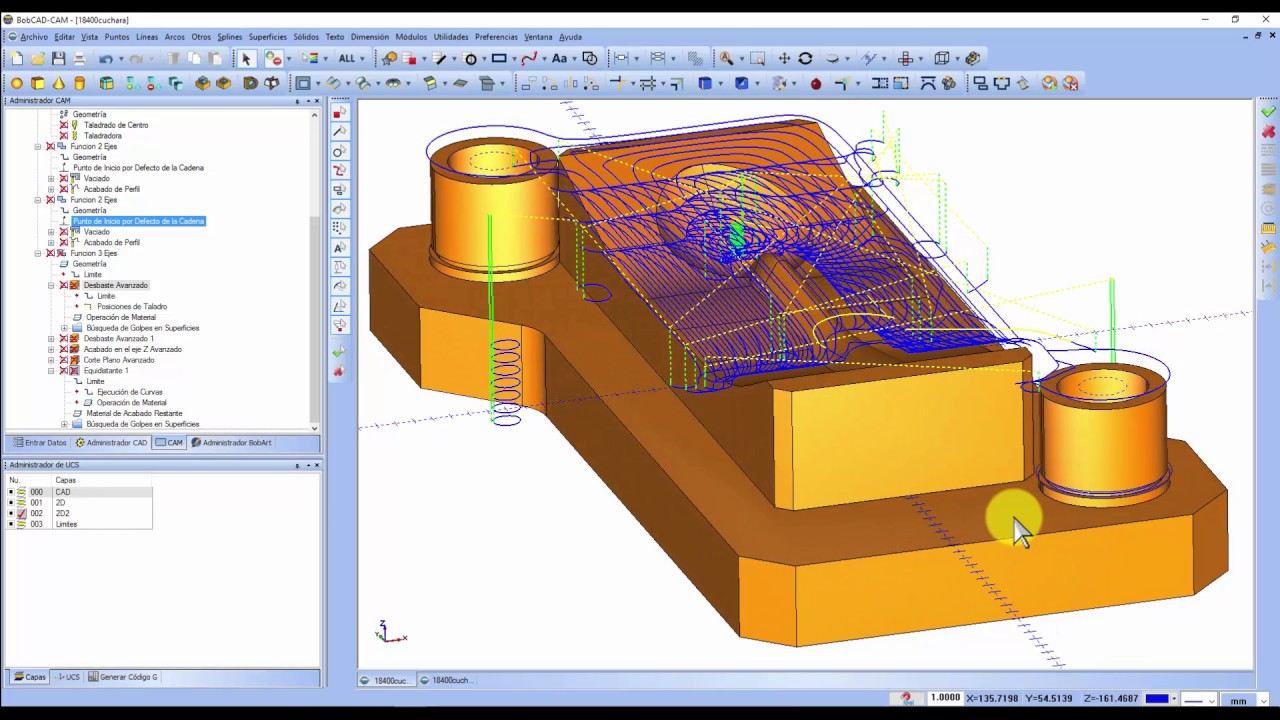 BobCAD-CAM - [18400cuchara]
Archivo Editar Vista Puntos Líneas Arcos Otros Splines Superficies Sólidos Texto Dimensión Módulos Utilidades Preferencias Ventana Ayuda
ALL Aa
Administrador CAM
Geometría
Taladrado de Centro
Taladradora
Funcion 2 Ejes
Geometría
Punto de Inicio por Defecto de la Cadena
Vaciado
Acabado de Perfil
Funcion 2 Ejes
Geometría
Punto de Inicio por Defecto de la Cadena
Vaciado
Acabado de Perfil
Funcion 3 Ejes
Geometría
Limite
Desbaste Avanzado
Limite
Posiciones de Taladro
Operación de Material
Búsqueda de Golpes en Superficies
Desbaste Avanzado 1
Acabado en el eje Z Avanzado
Corte Plano Avanzado
Equidistante 1
Limite
Ejecución de Curvas
Operación de Material
Material de Acabado Restante
Búsqueda de Golpes en Superficies
Entrar Datos Administrador CAD CAM Administrador BobArt
Administrador de UCS
Nu. Capas
000 CAD
001 2D
002 2D2
003 Limites
Z
Y X
Capas UCS Generar Código G
18400cuc... 18400cuch...
1.0000 X=135.7198 Y=54.5139 Z=-161.4687 mm